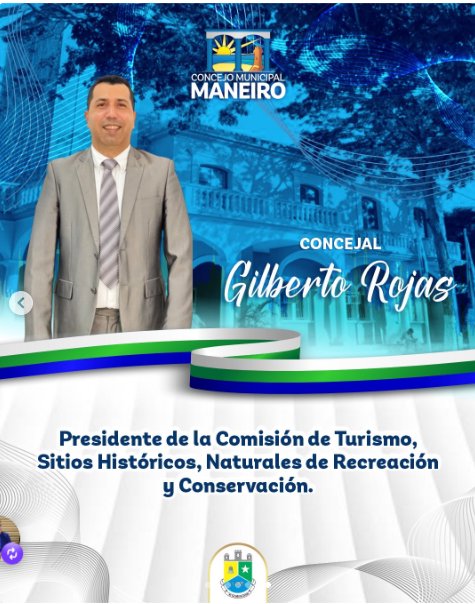 CONCEJO MUNICIPAL
MANEIRO
CONCEJAL
Gilberto Rojas
Presidente de la Comisión de Turismo,
Sitios Históricos, Naturales de Recreación
y Conservación.